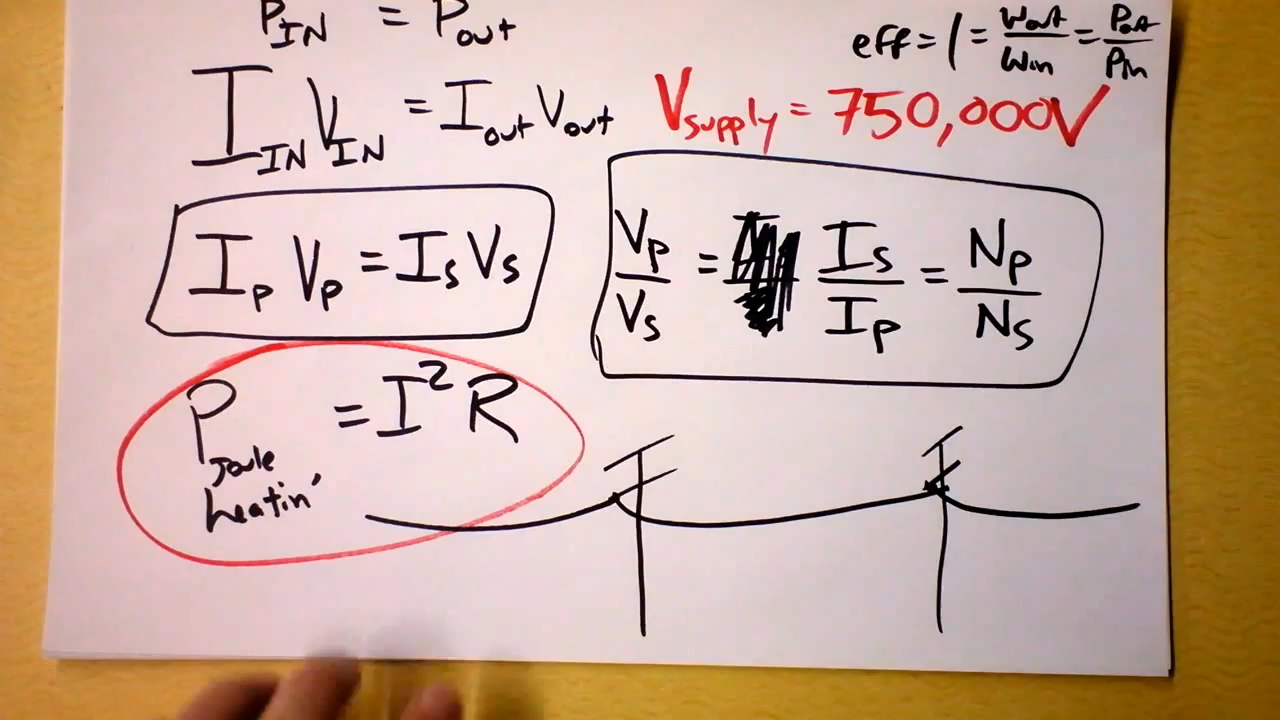 P_IN = P_out
eff = 1 = W_out/W_in = P_out/P_in
I_IN V_IN = I_out V_out
V_supply = 750,000V
I_P V_P = I_S V_S
V_P/V_S = I_S/I_P = N_P/N_S
P_Joule heatin' = I²R